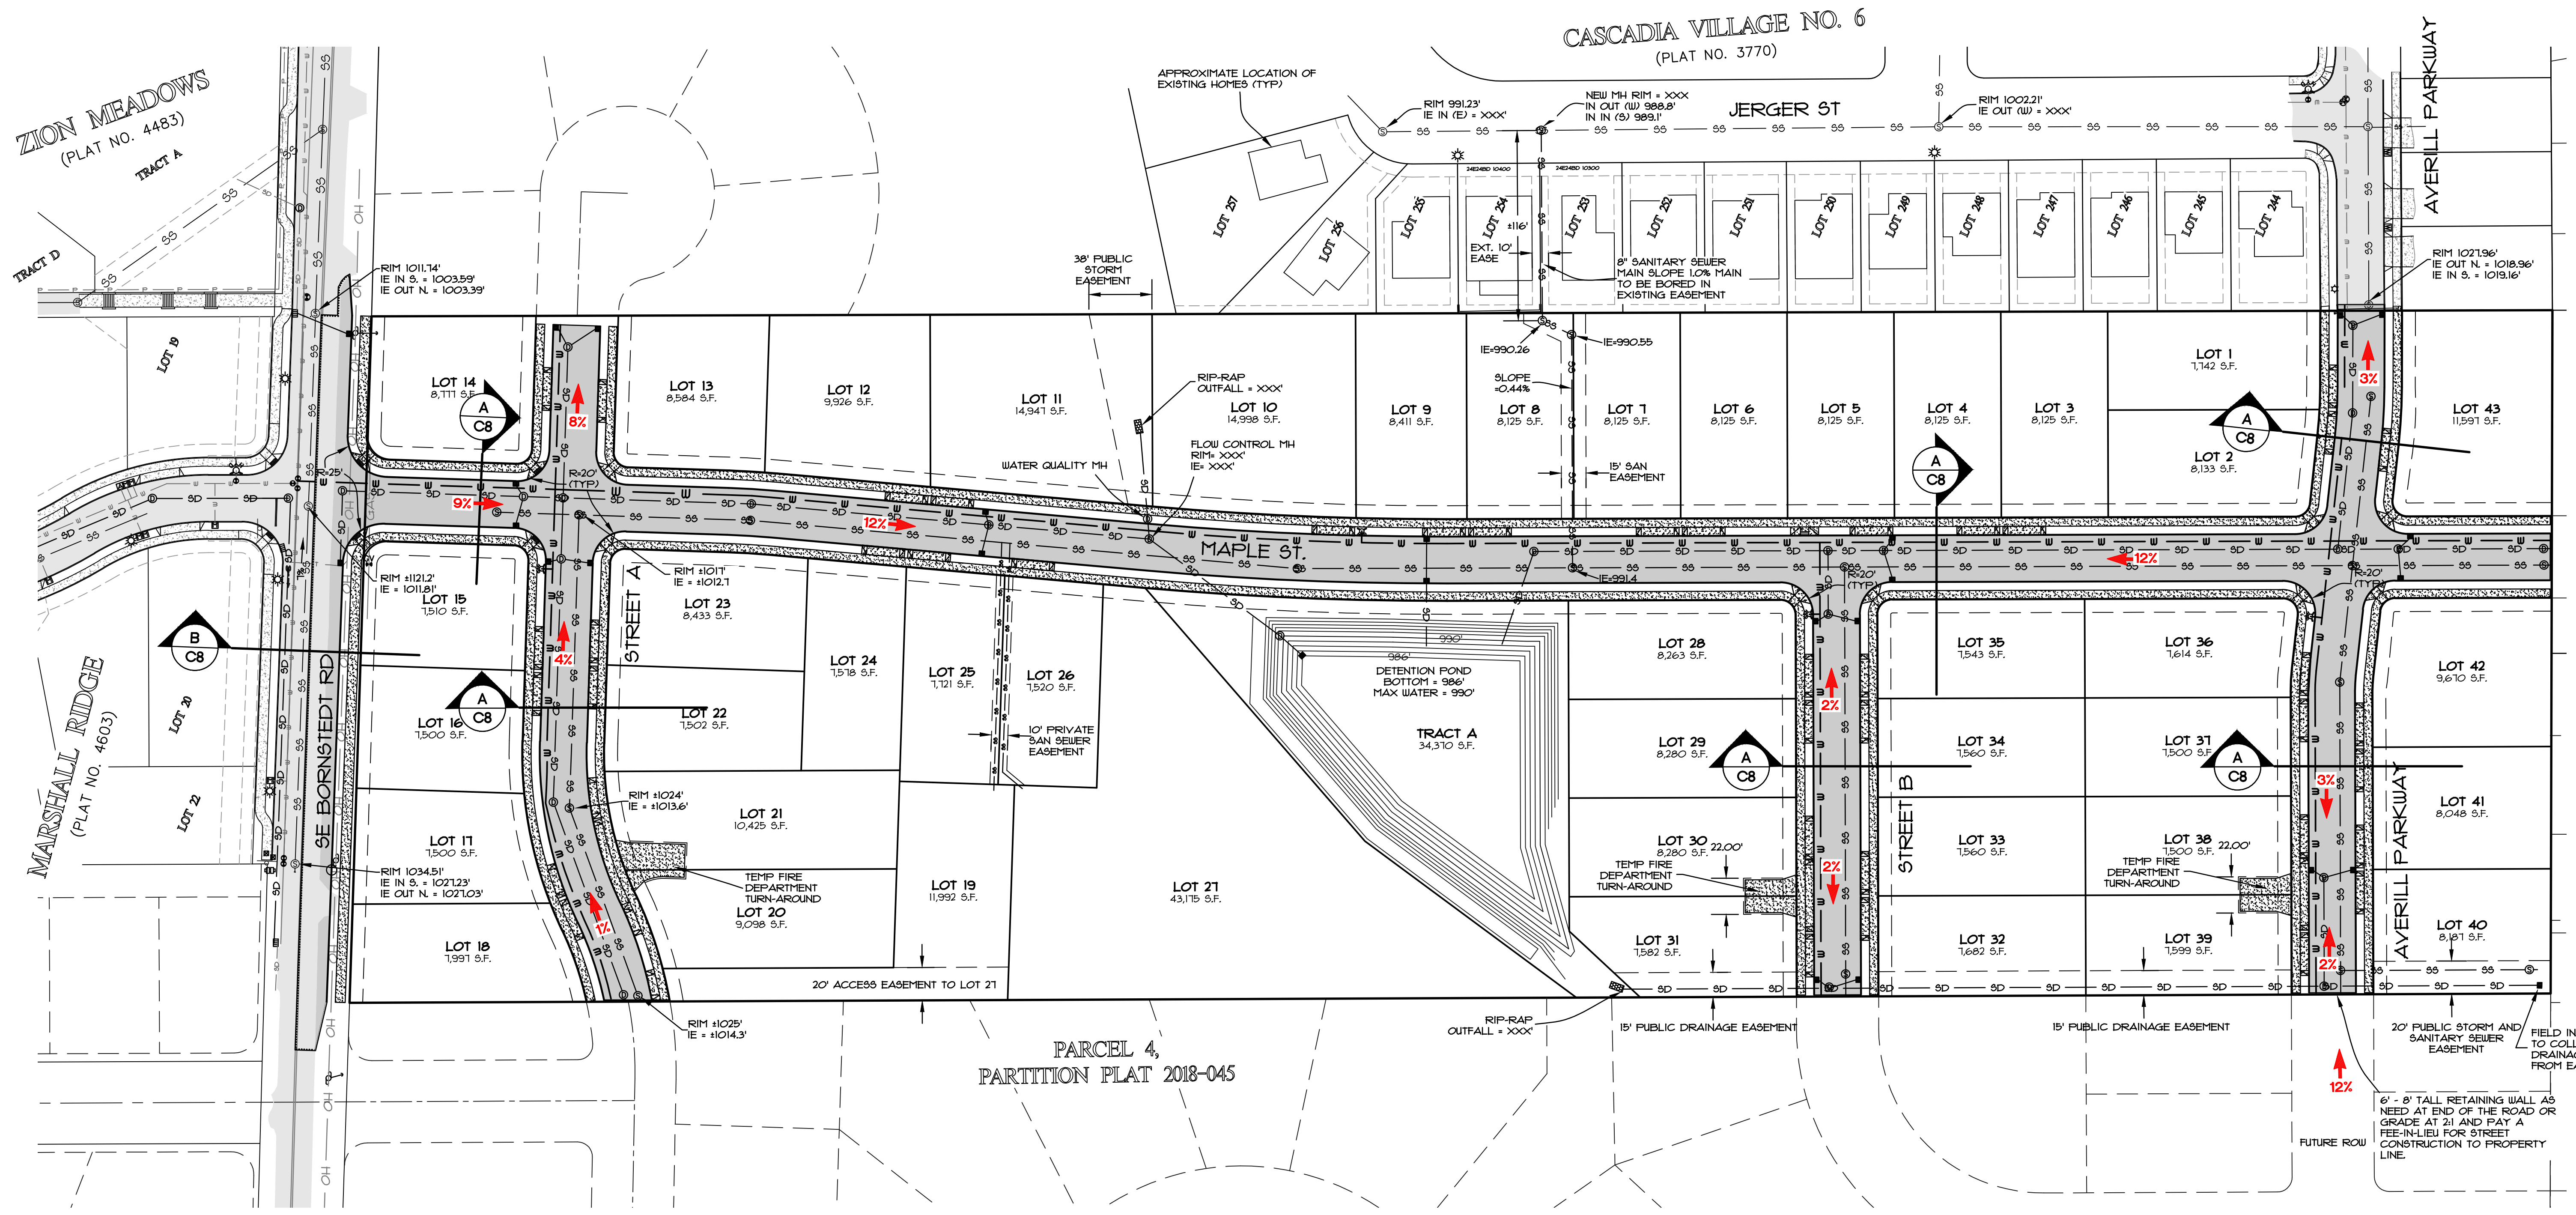 CASCADIA VILLAGE NO. 6
(PLAT NO. 3770)
ZION MEADOWS
(PLAT NO. 4483)
TRACT A
TRACT D
APPROXIMATE LOCATION OF
EXISTING HOMES (TYP)
RIM 991.23'
IE IN (E) = XXX'
NEW MH RIM = XXX
IN OUT (W) 988.8'
IN IN (S) 989.1'
JERGER ST
RIM 1002.21'
IE OUT (W) = XXX'
AVERILL PARKWAY
24E24BD 10400
24E24BD 10300
LOT 257
LOT 256
LOT 255
LOT 254
LOT 253
LOT 252
LOT 251
LOT 250
LOT 249
LOT 248
LOT 247
LOT 246
LOT 245
LOT 244
±116'
EXT. 10'
EASE
8" SANITARY SEWER
MAIN SLOPE 1.0% MAIN
TO BE BORED IN
EXISTING EASEMENT
38' PUBLIC
STORM
EASEMENT
RIM 1011.74'
IE IN S. = 1003.59'
IE OUT N. = 1003.39'
RIM 1027.96'
IE OUT N. = 1018.96'
IE IN S. = 1019.16'
LOT 19
LOT 14
8,777 S.F.
A
C8
8%
LOT 13
8,584 S.F.
LOT 12
9,926 S.F.
LOT 11
14,947 S.F.
RIP-RAP
OUTFALL = XXX'
LOT 10
14,998 S.F.
FLOW CONTROL MH
RIM= XXX'
IE= XXX'
WATER QUALITY MH
LOT 9
8,411 S.F.
IE=990.26
IE=990.55
SLOPE
=0.44%
LOT 8
8,125 S.F.
LOT 7
8,125 S.F.
15' SAN
EASEMENT
LOT 6
8,125 S.F.
LOT 5
8,125 S.F.
LOT 4
8,125 S.F.
A
C8
LOT 3
8,125 S.F.
LOT 1
7,742 S.F.
A
C8
LOT 2
8,133 S.F.
3%
LOT 43
11,597 S.F.
R=25'
R=20'
(TYP)
9%
12%
MAPLE ST.
IE=991.4
12%
R=20'
(TYP)
R=20'
(TYP)
RIM ±1121.2'
IE = 1011.81'
RIM ±1017'
IE = ±1012.7
LOT 15
7,510 S.F.
B
C8
SE BORNSTEDT RD
MARSHALL RIDGE
(PLAT NO. 4603)
LOT 20
LOT 22
LOT 16
7,500 S.F.
A
C8
4%
STREET A
LOT 23
8,433 S.F.
LOT 22
7,502 S.F.
LOT 24
7,578 S.F.
LOT 25
7,721 S.F.
LOT 26
7,520 S.F.
10' PRIVATE
SAN SEWER
EASEMENT
990'
986'
DETENTION POND
BOTTOM = 986'
MAX WATER = 990'
TRACT A
34,370 S.F.
LOT 28
8,263 S.F.
LOT 29
8,280 S.F.
A
C8
2%
LOT 35
7,543 S.F.
LOT 36
7,614 S.F.
LOT 34
7,560 S.F.
LOT 37
7,500 S.F.
A
C8
3%
LOT 42
9,670 S.F.
LOT 41
8,048 S.F.
LOT 17
7,500 S.F.
RIM 1034.51'
IE IN S. = 1027.23'
IE OUT N. = 1027.03'
LOT 18
7,997 S.F.
RIM ±1024'
IE = ±1013.6'
LOT 21
10,425 S.F.
TEMP FIRE
DEPARTMENT
TURN-AROUND
LOT 20
9,098 S.F.
1%
LOT 19
11,992 S.F.
LOT 27
43,175 S.F.
20' ACCESS EASEMENT TO LOT 27
RIM ±1025'
IE = ±1014.3'
LOT 30
8,280 S.F.
22.00'
TEMP FIRE
DEPARTMENT
TURN-AROUND
LOT 31
7,582 S.F.
2%
STREET B
LOT 33
7,560 S.F.
LOT 32
7,682 S.F.
LOT 38
7,500 S.F.
22.00'
TEMP FIRE
DEPARTMENT
TURN-AROUND
LOT 39
7,599 S.F.
2%
AVERILL PARKWAY
LOT 40
8,187 S.F.
RIP-RAP
OUTFALL = XXX'
15' PUBLIC DRAINAGE EASEMENT
15' PUBLIC DRAINAGE EASEMENT
20' PUBLIC STORM AND
SANITARY SEWER
EASEMENT
FIELD IN
TO COLL
DRAINAG
FROM EA
PARCEL 4,
PARTITION PLAT 2018-045
12%
FUTURE ROW
6' - 8' TALL RETAINING WALL AS
NEED AT END OF THE ROAD OR
GRADE AT 2:1 AND PAY A
FEE-IN-LIEU FOR STREET
CONSTRUCTION TO PROPERTY
LINE.